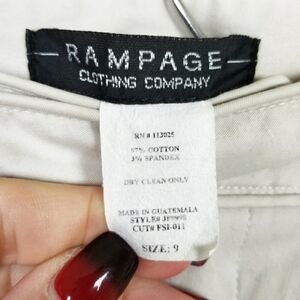 RAMPAGE
CLOTHING COMPANY
RN # 113025
97% COTTON
3% SPANDEX
DRY CLEAN ONLY
MADE IN GUATEMALA
STYLE#
CUT# FSI-011
SIZE: 9